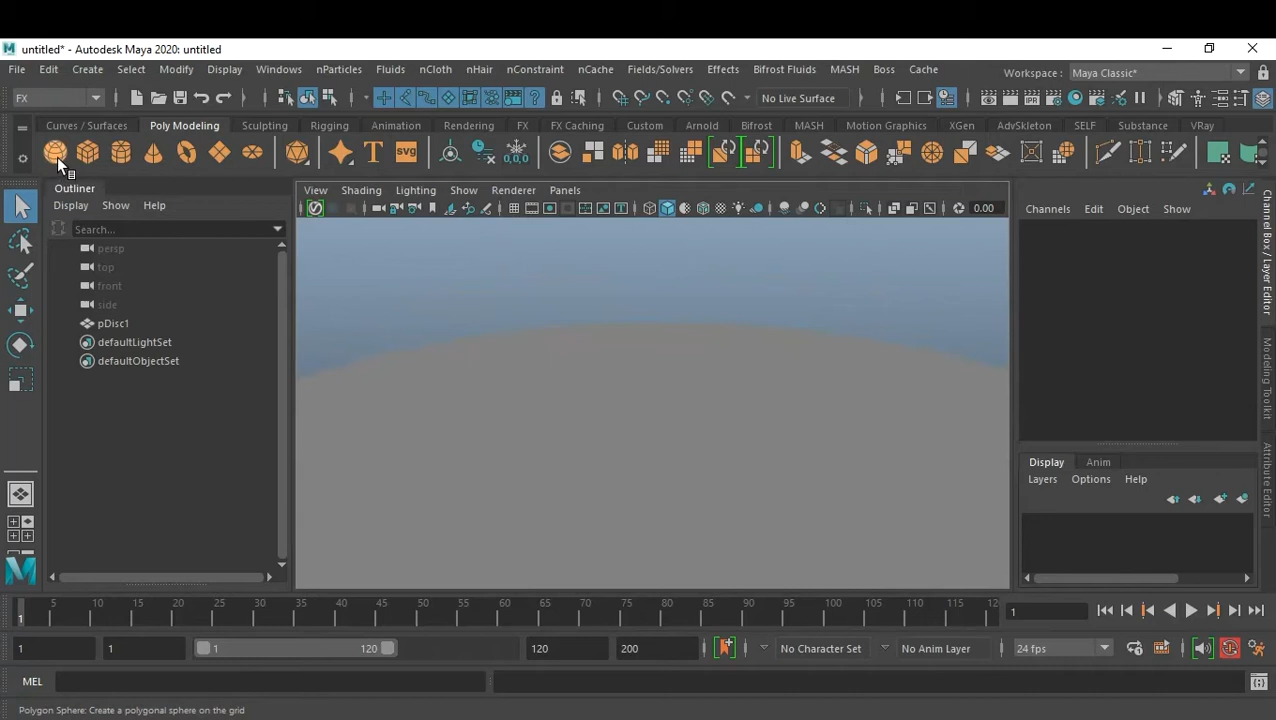 untitled* - Autodesk Maya 2020: untitled
File Edit Create Select Modify Display Windows nParticles Fluids nCloth nHair nConstraint nCache Fields/Solvers Effects Bifrost Fluids MASH Boss Cache Workspace : Maya Classic*
FX No Live Surface
Curves / Surfaces Poly Modeling Sculpting Rigging Animation Rendering FX FX Caching Custom Arnold Bifrost MASH Motion Graphics XGen AdvSkeleton SELF Substance VRay
T SVG 0,0,0
Outliner
Display Show Help
Search...
persp
top
front
side
pDisc1
defaultLightSet
defaultObjectSet
View Shading Lighting Show Renderer Panels
0.00
Channels Edit Object Show
Channel Box / Layer Editor
Modeling Toolkit
Attribute Editor
Display Anim
Layers Options Help
1 5 10 15 20 25 30 35 40 45 50 55 60 65 70 75 80 85 90 95 100 105 110 115 12 1
1 1 1 120 120 200 No Character Set No Anim Layer 24 fps
MEL
Polygon Sphere: Create a polygonal sphere on the grid